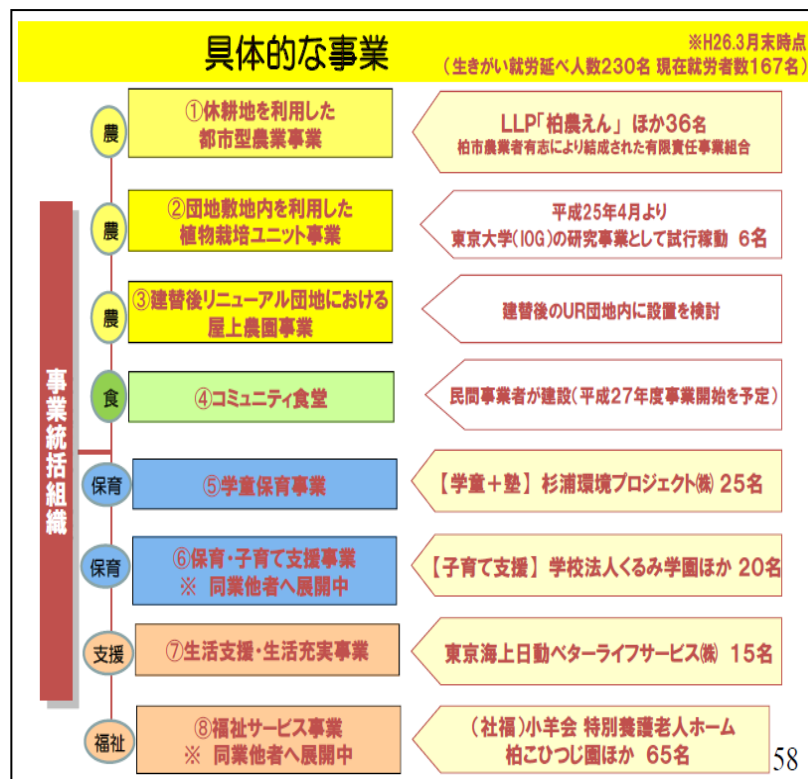 具体的な事業
※H26.3月末時点
(生きがい就労延べ人数230名 現在就労者数167名)
農
①休耕地を利用した
都市型農業事業
LLP「柏農えん」 ほか36名
柏市農業者有志により結成された有限責任事業組合
農
②団地敷地内を利用した
植物栽培ユニット事業
平成25年4月より
東京大学(IOG)の研究事業として試行稼動 6名
農
③建替後リニューアル団地における
屋上農園事業
建替後のUR団地内に設置を検討
事業統括組織
食
④コミュニティ食堂
民間事業者が建設(平成27年度事業開始を予定)
保育
⑤学童保育事業
【学童+塾】 杉浦環境プロジェクト㈱ 25名
保育
⑥保育・子育て支援事業
※ 同業他者へ展開中
【子育て支援】 学校法人くるみ学園ほか 20名
支援
⑦生活支援・生活充実事業
東京海上日動ベターライフサービス㈱ 15名
福祉
⑧福祉サービス事業
※ 同業他者へ展開中
(社福)小羊会 特別養護老人ホーム
柏こひつじ園ほか 65名
58